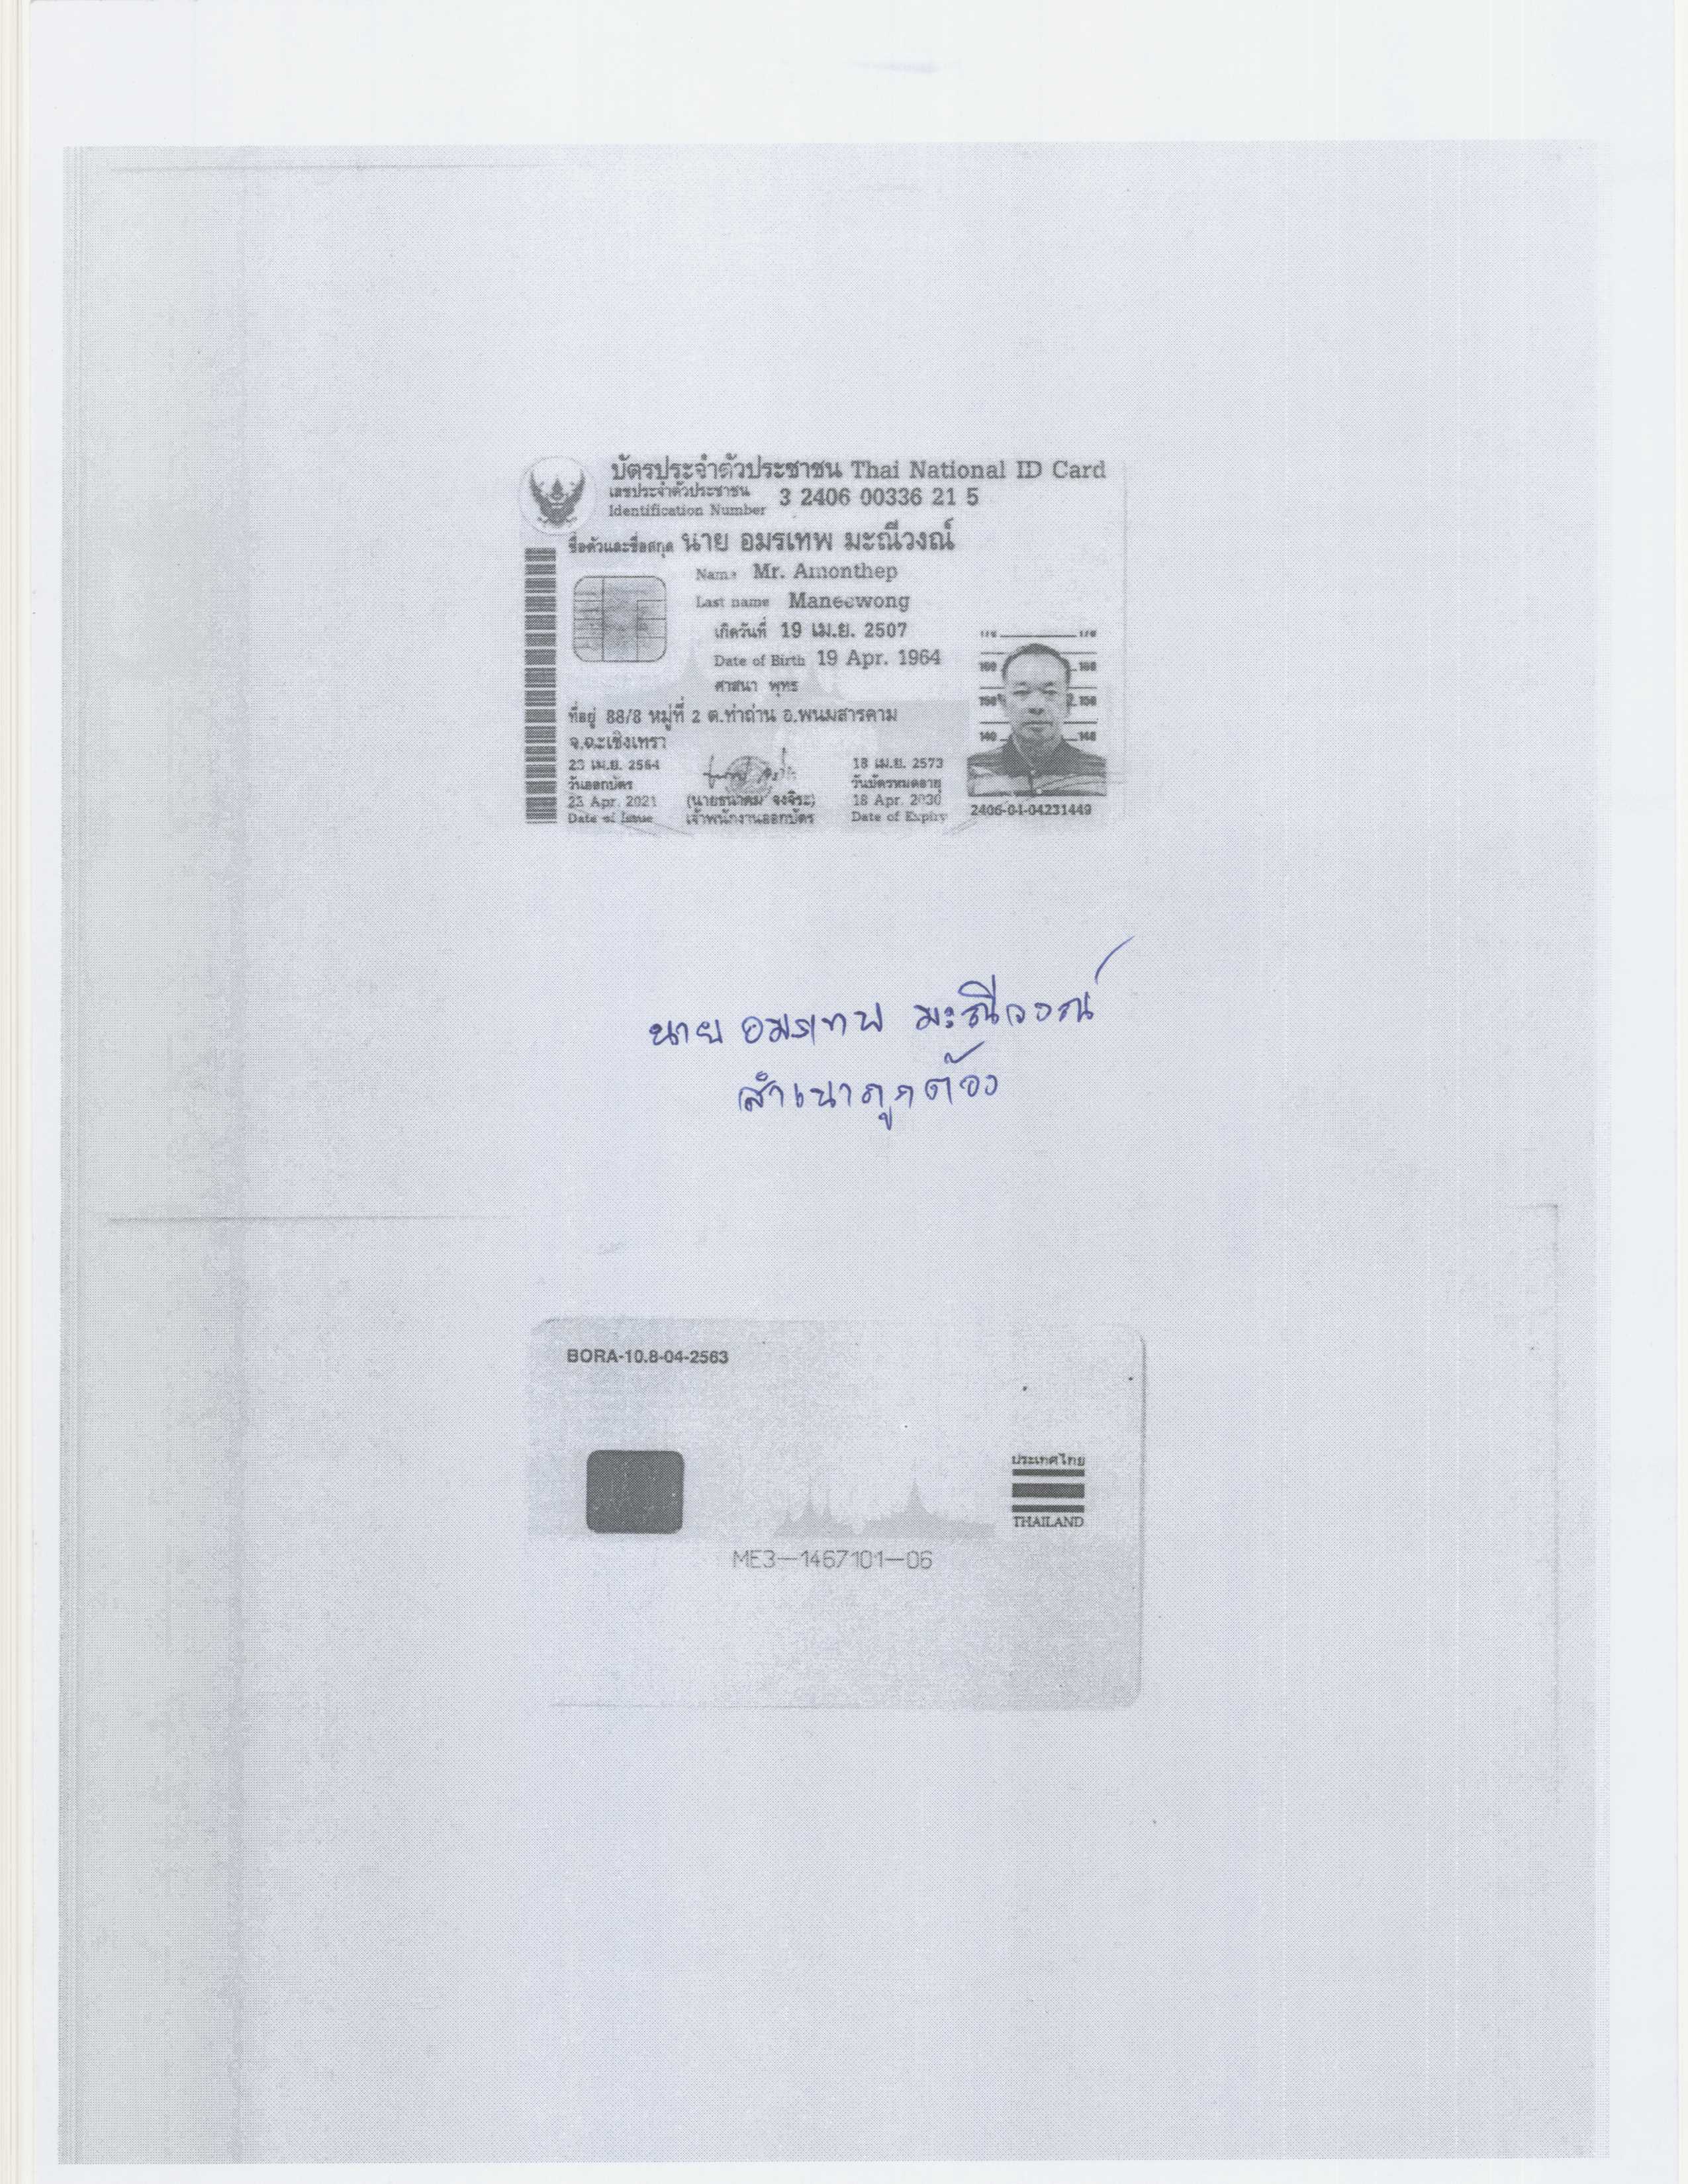 บัตรประจำตัวประชาชน Thai National ID Card
เลขประจำตัวประชาชน
Identification Number 3 2406 00336 21 5
ชื่อตัวและชื่อสกุล นาย อมรเทพ มะณีวงณ์
Name Mr. Amonthep
Last name Maneewong
เกิดวันที่ 19 เม.ย. 2507
Date of Birth 19 Apr. 1964
ศาสนา พุทธ
ที่อยู่ 88/8 หมู่ที่ 2 ต.ท่าถ่าน อ.พนมสารคาม
จ.ฉะเชิงเทรา
160 160
150 150
140 140
23 เม.ย. 2564
วันออกบัตร
23 Apr. 2021
Date of Issue
(นายธนาคม จงจิระ)
เจ้าพนักงานออกบัตร
18 เม.ย. 2573
วันบัตรหมดอายุ
18 Apr. 2030
Date of Expiry
2406-04-04231449
นาย อมรเทพ มะณีวงณ์
สำเนาถูกต้อง
BORA-10.8-04-2563
ประเทศไทย
THAILAND
ME3-1467101-06